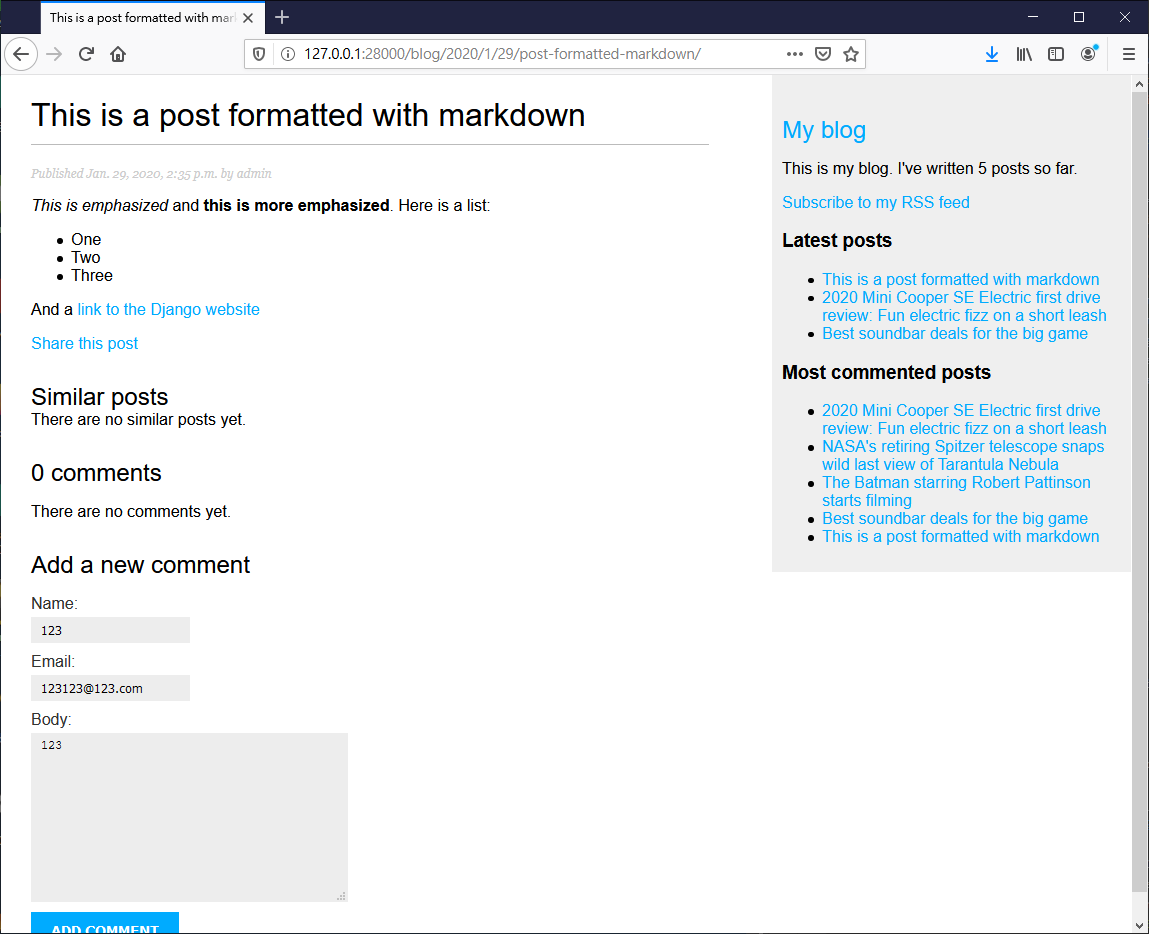 This is a post formatted with mar
127.0.0.1:28000/blog/2020/1/29/post-formatted-markdown/
This is a post formatted with markdown
Published Jan. 29, 2020, 2:35 p.m. by admin
This is emphasized and this is more emphasized. Here is a list:
One
Two
Three
And a link to the Django website
Share this post
Similar posts
There are no similar posts yet.
0 comments
There are no comments yet.
Add a new comment
Name:
123
Email:
123123@123.com
Body:
123
ADD COMMENT
My blog
This is my blog. I've written 5 posts so far.
Subscribe to my RSS feed
Latest posts
This is a post formatted with markdown
2020 Mini Cooper SE Electric first drive
review: Fun electric fizz on a short leash
Best soundbar deals for the big game
Most commented posts
2020 Mini Cooper SE Electric first drive
review: Fun electric fizz on a short leash
NASA's retiring Spitzer telescope snaps
wild last view of Tarantula Nebula
The Batman starring Robert Pattinson
starts filming
Best soundbar deals for the big game
This is a post formatted with markdown